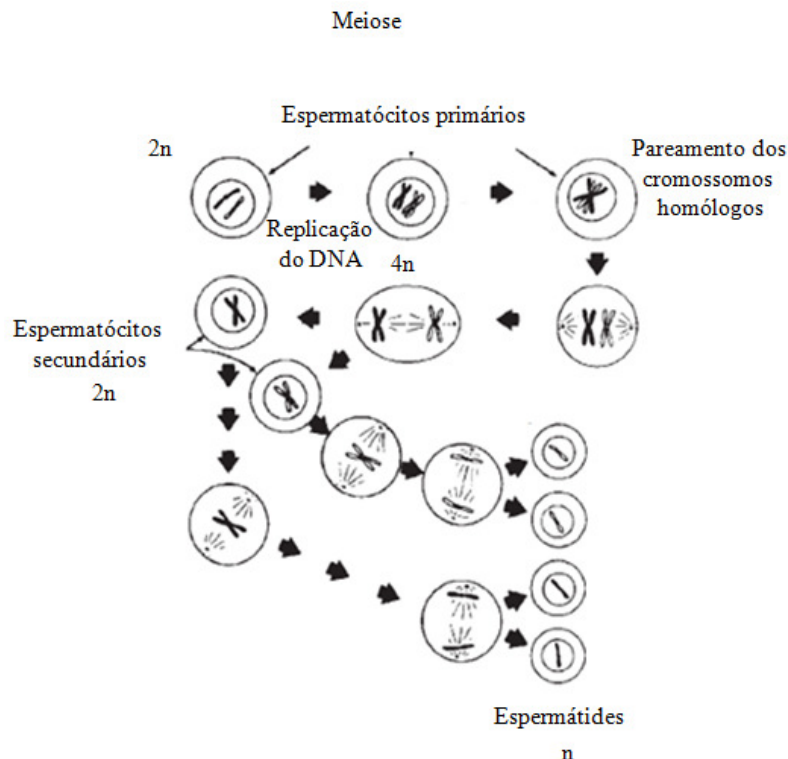 Meiose
Espermatócitos primários
2n
Pareamento dos
cromossomos
homólogos
Replicação
do DNA
4n
Espermatócitos
secundários
2n
Espermátides
n